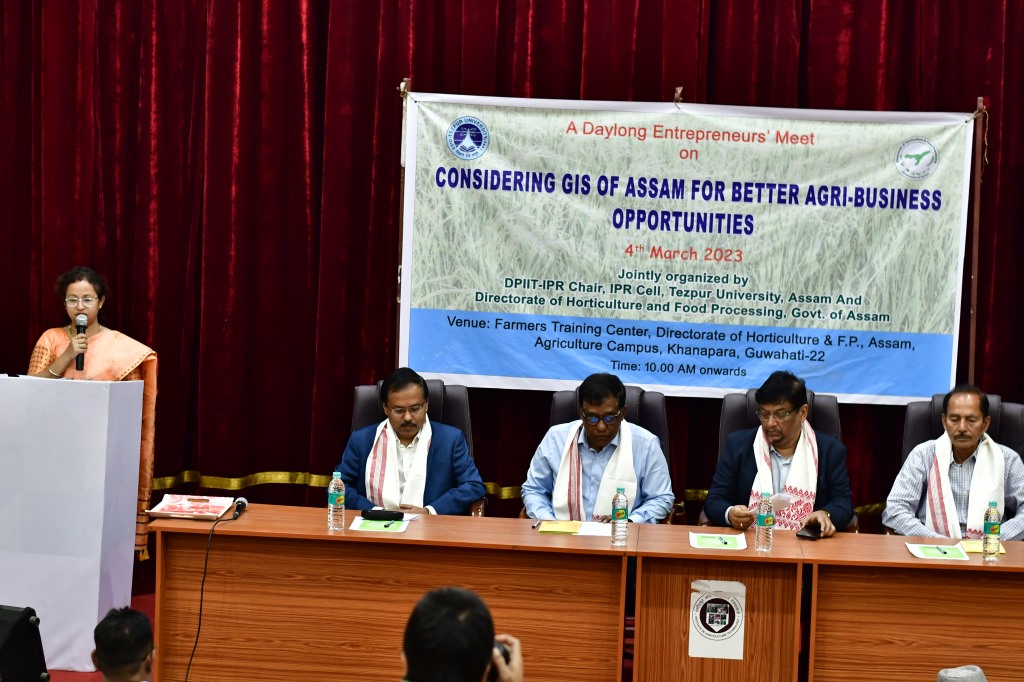 A Daylong Entrepreneurs' Meet
on
CONSIDERING GIS OF ASSAM FOR BETTER AGRI-BUSINESS
OPPORTUNITIES
4th March 2023
Jointly organized by
DPIIT-IPR Chair, IPR Cell, Tezpur University, Assam And
Directorate of Horticulture and Food Processing, Govt. of Assam
Venue: Farmers Training Center, Directorate of Horticulture & F.P., Assam,
Agriculture Campus, Khanapara, Guwahati-22
Time: 10.00 AM onwards